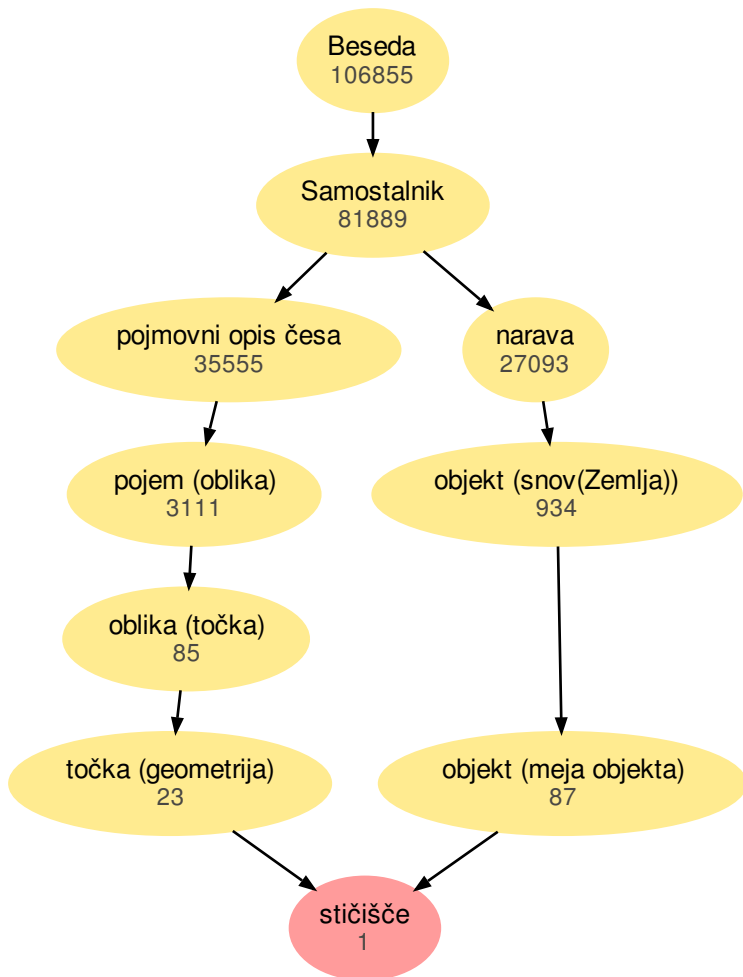 Beseda
106855
Samostalnik
81889
pojmovni opis česa
35555
narava
27093
pojem (oblika)
3111
objekt (snov(Zemlja))
934
oblika (točka)
85
točka (geometrija)
23
objekt (meja objekta)
87
stičišče
1